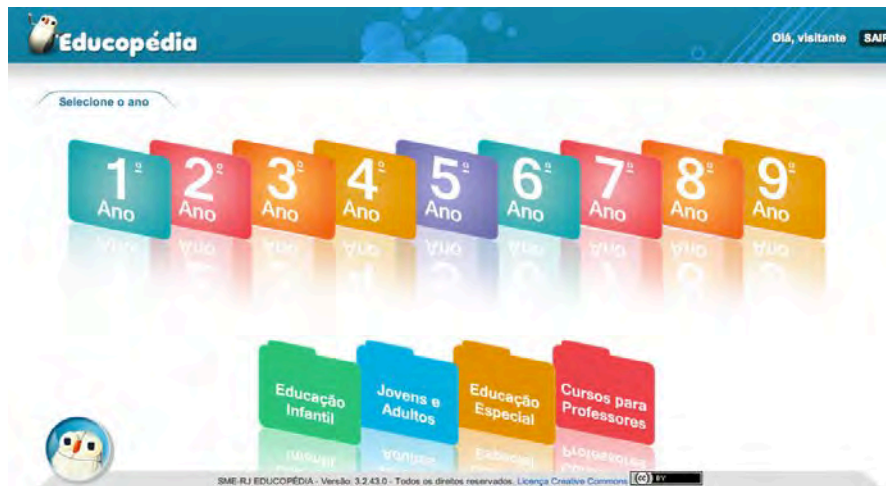 Educopédia
Olá, visitante SAIR
Selecione o ano
1º Ano
2º Ano
3º Ano
4º Ano
5º Ano
6º Ano
7º Ano
8º Ano
9º Ano
Educação
Infantil
Jovens e
Adultos
Educação
Especial
Cursos para
Professores
SME-RJ EDUCOPÉDIA - Versão: 3.2.43.0 - Todos os direitos reservados. Licença Creative Commons (cc) BY